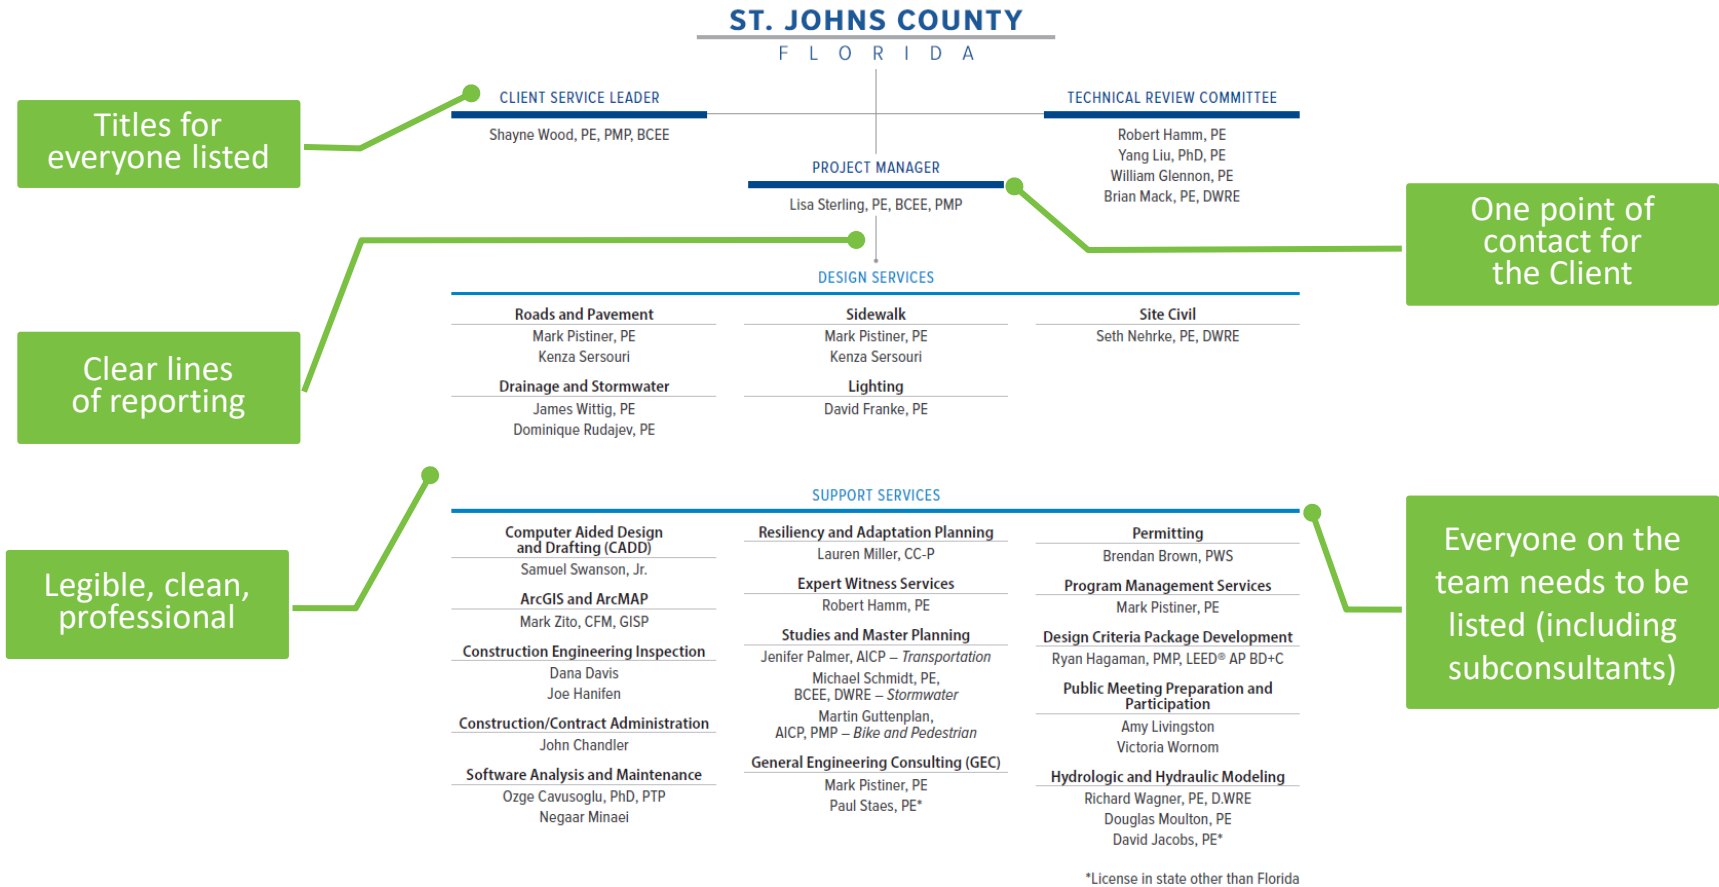 ST. JOHNS COUNTY
FLORIDA
CLIENT SERVICE LEADER
Shayne Wood, PE, PMP, BCEE
TECHNICAL REVIEW COMMITTEE
Robert Hamm, PE
Yang Liu, PhD, PE
William Glennon, PE
Brian Mack, PE, DWRE
PROJECT MANAGER
Lisa Sterling, PE, BCEE, PMP
Titles for
everyone listed
One point of
contact for
the Client
Clear lines
of reporting
DESIGN SERVICES
Roads and Pavement
Mark Pistiner, PE
Kenza Sersouri
Drainage and Stormwater
James Wittig, PE
Dominique Rudajev, PE
Sidewalk
Mark Pistiner, PE
Kenza Sersouri
Lighting
David Franke, PE
Site Civil
Seth Nehrke, PE, DWRE
Legible, clean,
professional
Everyone on the
team needs to be
listed (including
subconsultants)
SUPPORT SERVICES
Computer Aided Design
and Drafting (CADD)
Samuel Swanson, Jr.
ArcGIS and ArcMAP
Mark Zito, CFM, GISP
Construction Engineering Inspection
Dana Davis
Joe Hanifen
Construction/Contract Administration
John Chandler
Software Analysis and Maintenance
Ozge Cavusoglu, PhD, PTP
Negaar Minaei
Resiliency and Adaptation Planning
Lauren Miller, CC-P
Expert Witness Services
Robert Hamm, PE
Studies and Master Planning
Jenifer Palmer, AICP – Transportation
Michael Schmidt, PE,
BCEE, DWRE – Stormwater
Martin Guttenplan,
AICP, PMP – Bike and Pedestrian
General Engineering Consulting (GEC)
Mark Pistiner, PE
Paul Staes, PE*
Permitting
Brendan Brown, PWS
Program Management Services
Mark Pistiner, PE
Design Criteria Package Development
Ryan Hagaman, PMP, LEED® AP BD+C
Public Meeting Preparation and
Participation
Amy Livingston
Victoria Wornom
Hydrologic and Hydraulic Modeling
Richard Wagner, PE, D.WRE
Douglas Moulton, PE
David Jacobs, PE*
*License in state other than Florida